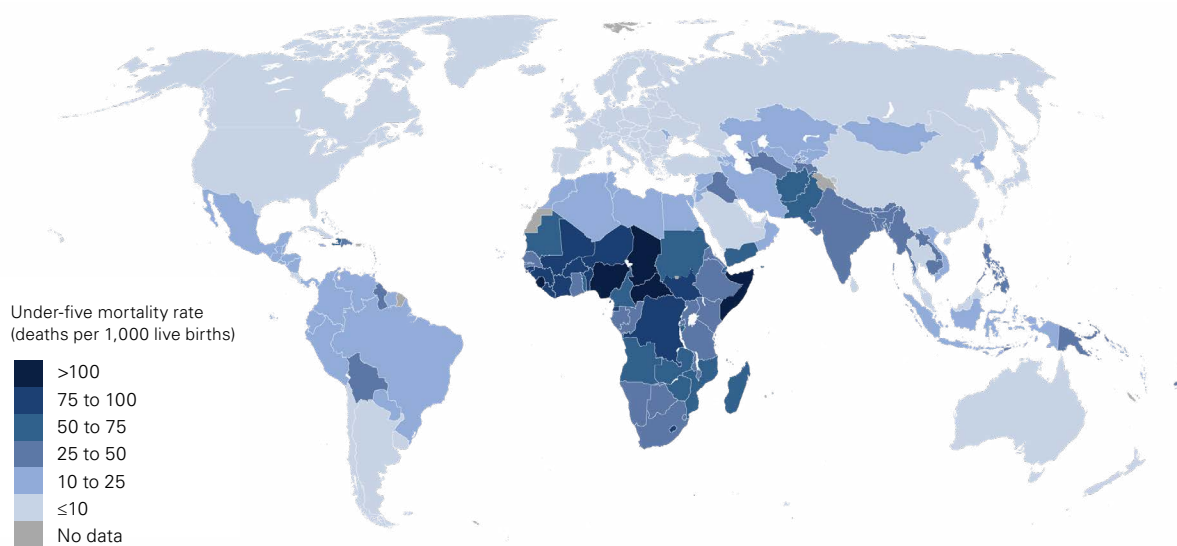 Under-five mortality rate
(deaths per 1,000 live births)
>100
75 to 100
50 to 75
25 to 50
10 to 25
≤10
No data